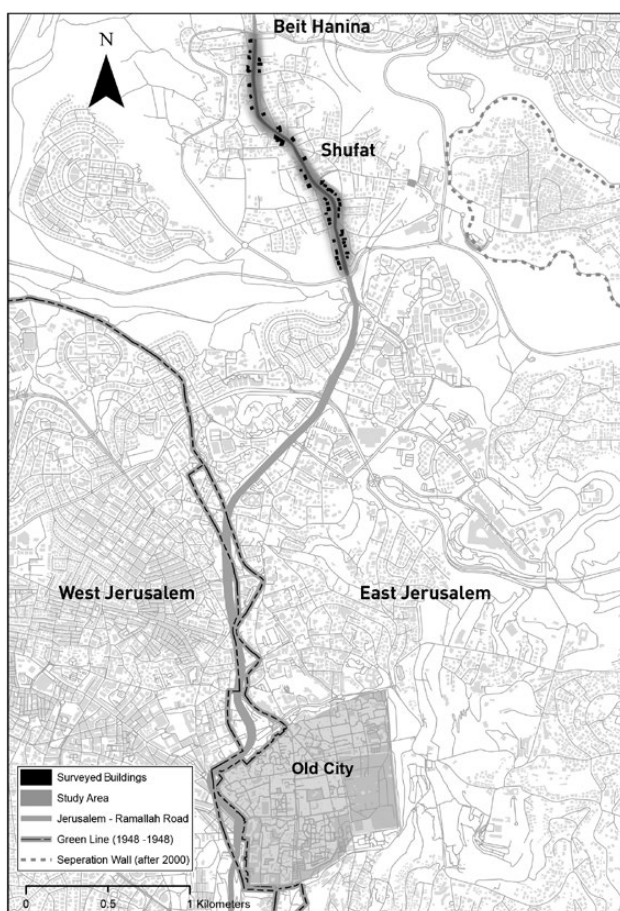 Beit Hanina
N
Shufat
West Jerusalem
East Jerusalem
Old City
Surveyed Buildings
Study Area
Jerusalem - Ramallah Road
Green Line (1948 -1948)
Seperation Wall (after 2000)
0 0.5 1 Kilometers